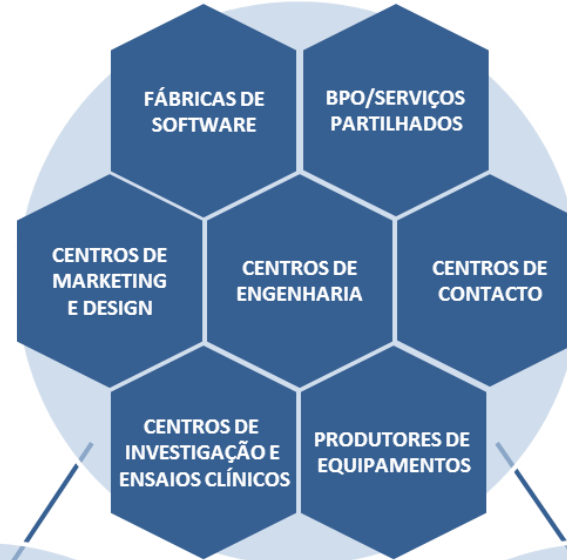 FÁBRICAS DE
SOFTWARE
BPO/SERVIÇOS
PARTILHADOS
CENTROS DE
MARKETING
E DESIGN
CENTROS DE
ENGENHARIA
CENTROS DE
CONTACTO
CENTROS DE
INVESTIGAÇÃO E
ENSAIOS CLÍNICOS
PRODUTORES DE
EQUIPAMENTOS